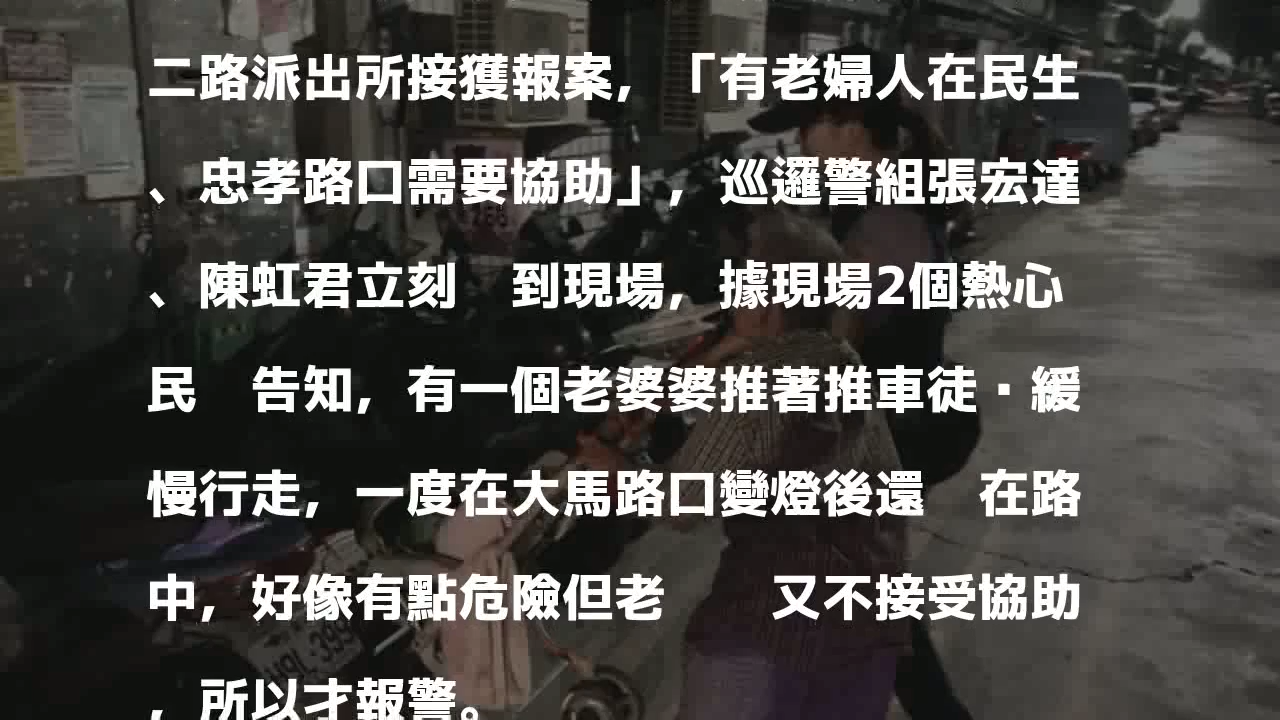 二路派出所接獲報案，「有老婦人在民生
、忠孝路口需要協助」，巡邏警組張宏達
、陳虹君立刻　到現場，據現場2個熱心
民　告知，有一個老婆婆推著推車徒·緩
慢行走，一度在大馬路口變燈後還　在路
中，好像有點危險但老　　又不接受協助
，所以才報警。